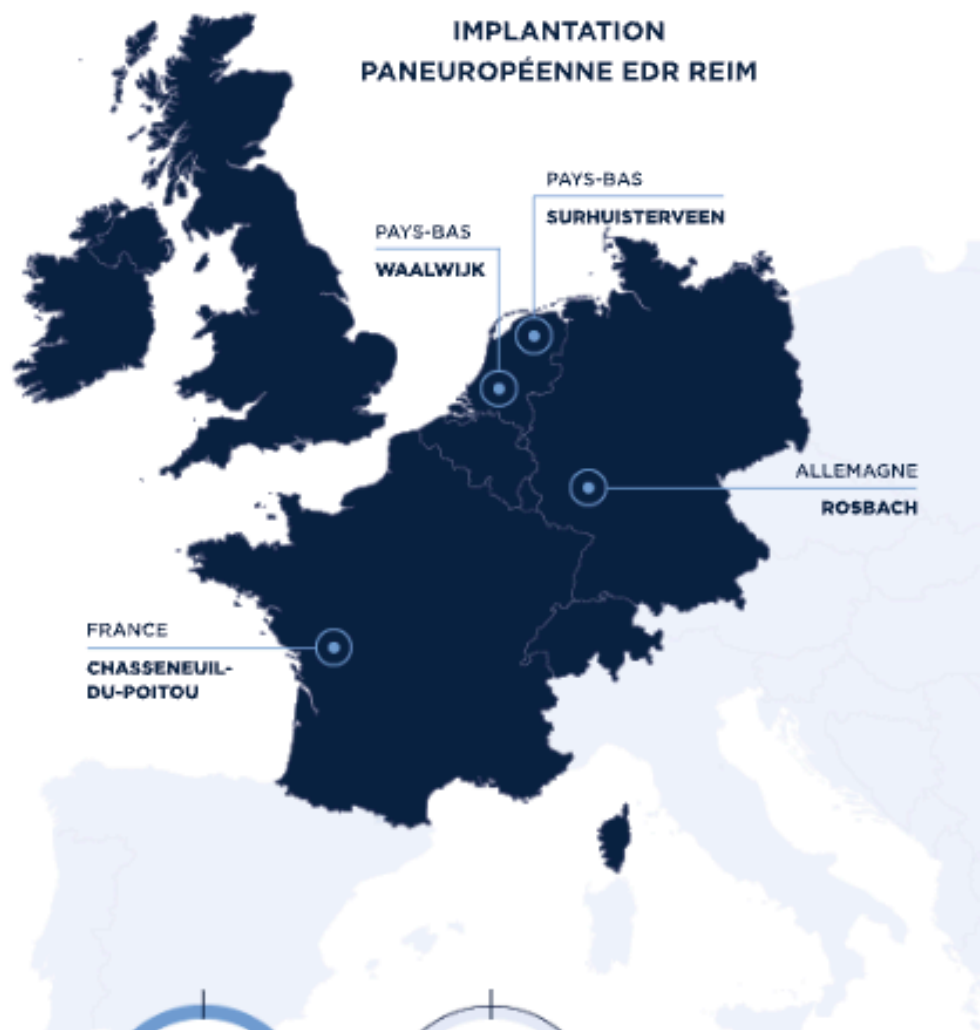 IMPLANTATION
PANEUROPÉENNE EDR REIM
PAYS-BAS
SURHUISTERVEEN
PAYS-BAS
WAALWIJK
ALLEMAGNE
ROSBACH
FRANCE
CHASSENEUIL-
DU-POITOU